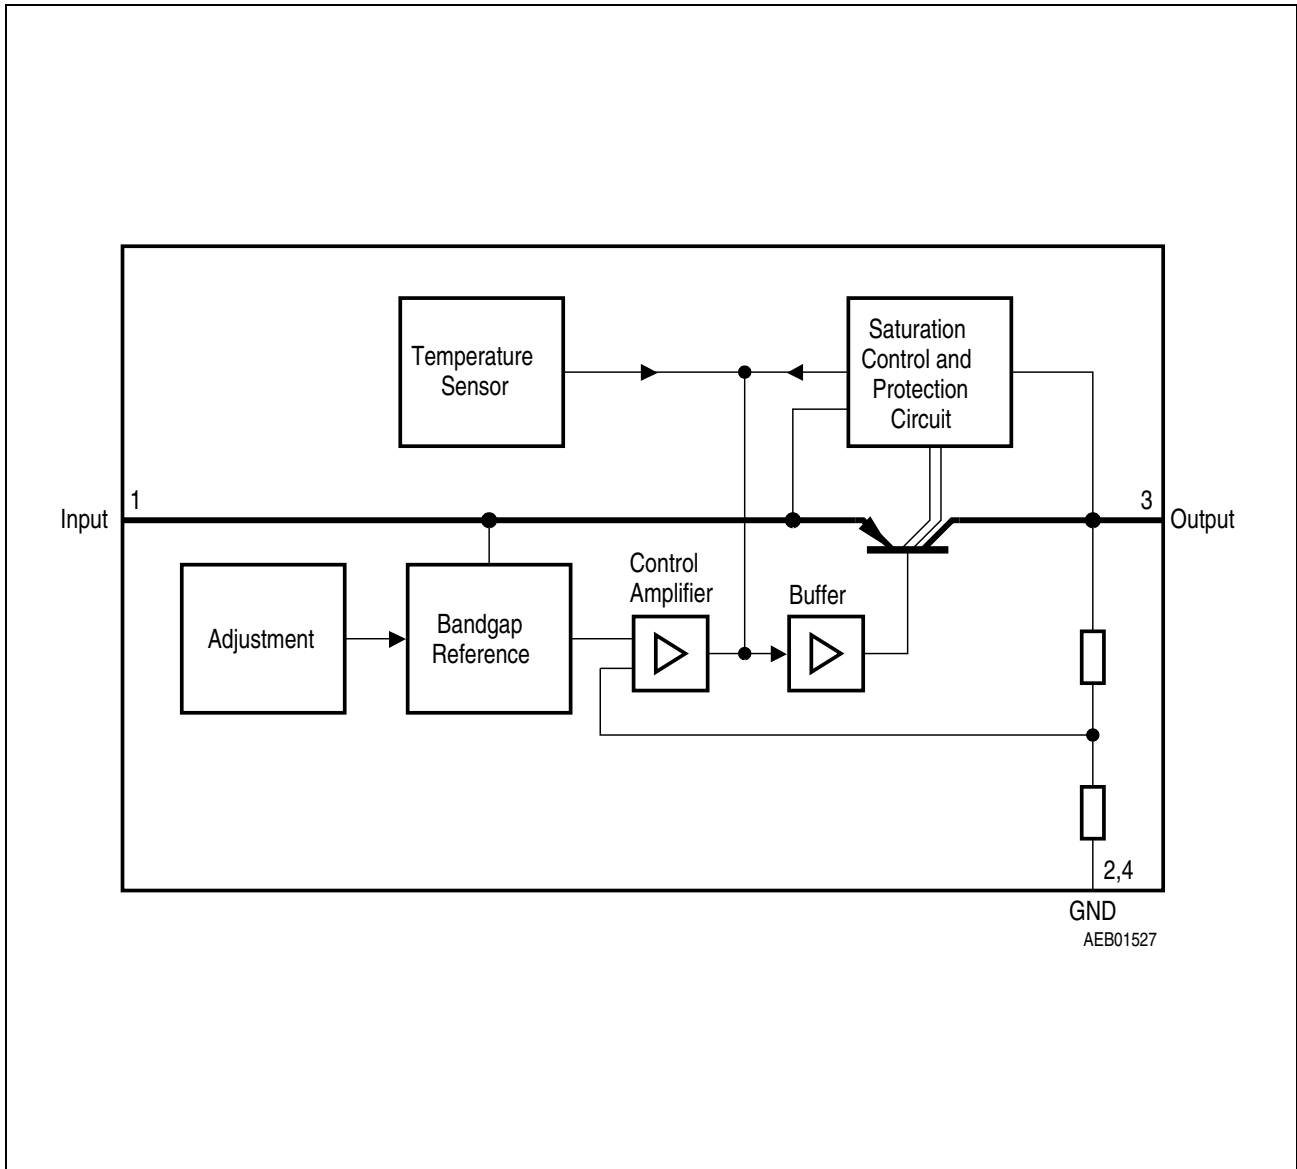 Temperature
Sensor
Saturation
Control and
Protection
Circuit
1
Input
3
Output
Adjustment
Bandgap
Reference
Control
Amplifier
Buffer
2,4
GND
AEB01527